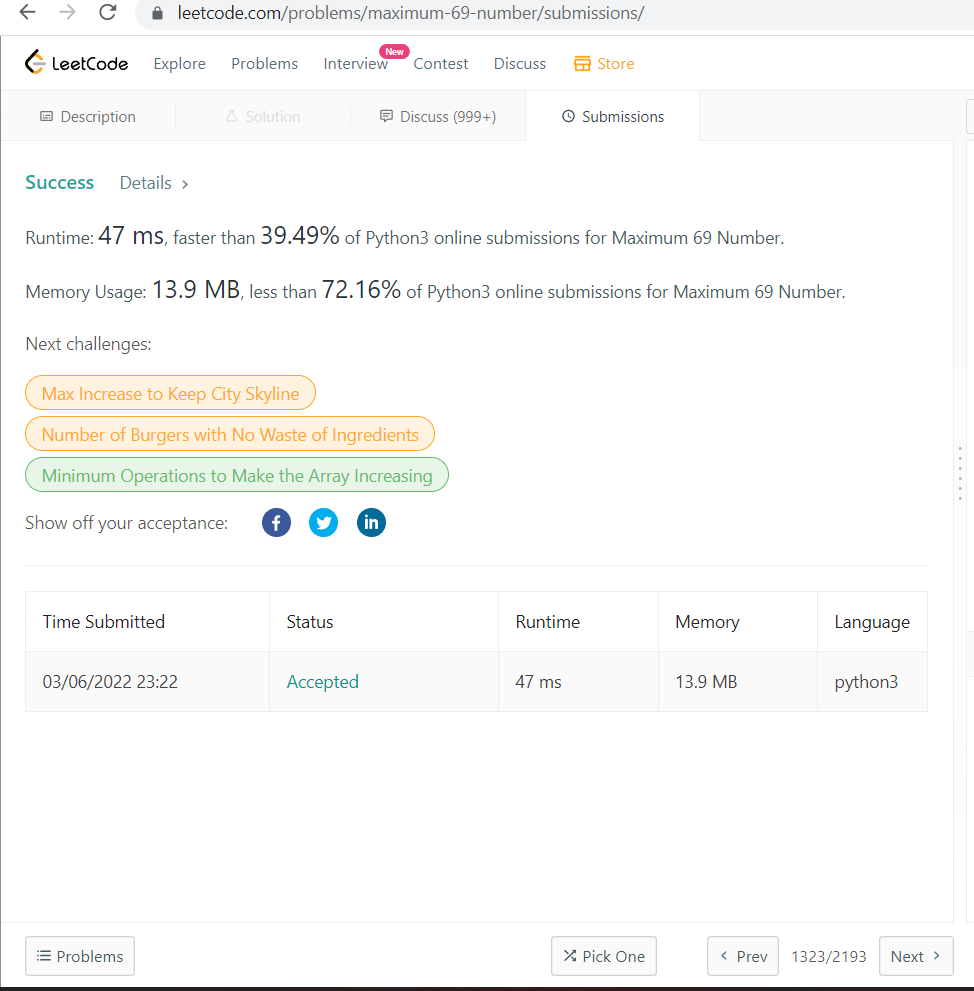 leetcode.com/problems/maximum-69-number/submissions/
LeetCode Explore Problems Interview New Contest Discuss Store
Description Solution Discuss (999+) Submissions
Success Details >
Runtime: 47 ms, faster than 39.49% of Python3 online submissions for Maximum 69 Number.
Memory Usage: 13.9 MB, less than 72.16% of Python3 online submissions for Maximum 69 Number.
Next challenges:
Max Increase to Keep City Skyline
Number of Burgers with No Waste of Ingredients
Minimum Operations to Make the Array Increasing
Show off your acceptance: f in
Time Submitted Status Runtime Memory Language
03/06/2022 23:22 Accepted 47 ms 13.9 MB python3
Problems Pick One < Prev 1323/2193 Next >